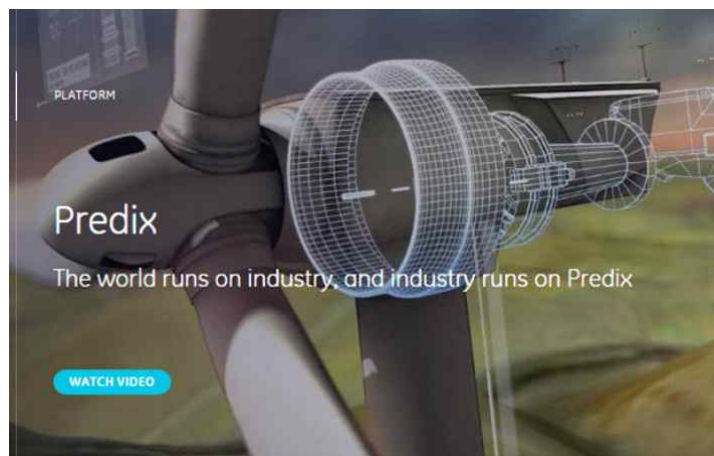 PLATFORM
Predix
The world runs on industry, and industry runs on Predix
WATCH VIDEO